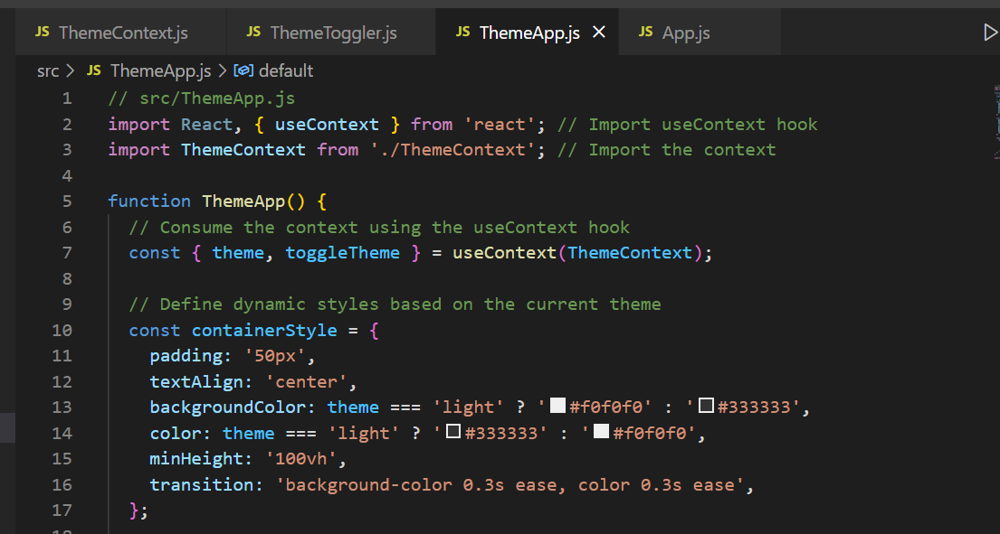 JS ThemeContext.js JS ThemeToggler.js JS ThemeApp.js JS App.js
src > JS ThemeApp.js > default
1 // src/ThemeApp.js
2 import React, { useContext } from 'react'; // Import useContext hook
3 import ThemeContext from './ThemeContext'; // Import the context
4
5 function ThemeApp() {
6 // Consume the context using the useContext hook
7 const { theme, toggleTheme } = useContext(ThemeContext);
8
9 // Define dynamic styles based on the current theme
10 const containerStyle = {
11 padding: '50px',
12 textAlign: 'center',
13 backgroundColor: theme === 'light' ? '#f0f0f0' : '#333333',
14 color: theme === 'light' ? '#333333' : '#f0f0f0',
15 minHeight: '100vh',
16 transition: 'background-color 0.3s ease, color 0.3s ease',
17 };